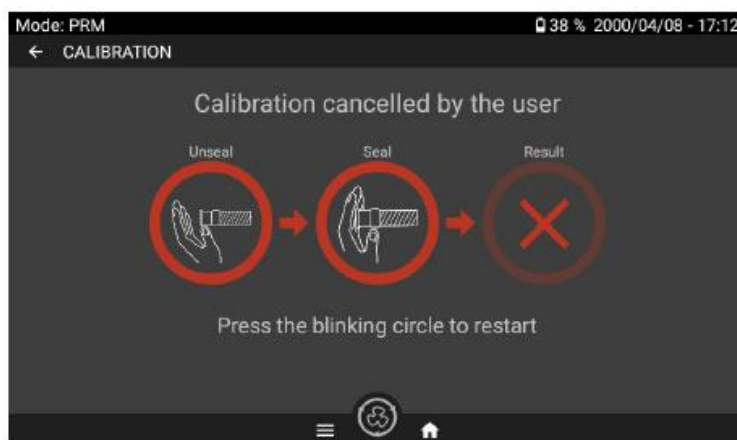 Mode: PRM 38 % 2000/04/08 - 17:12
← CALIBRATION
Calibration cancelled by the user
Unseal Seal Result
Press the blinking circle to restart